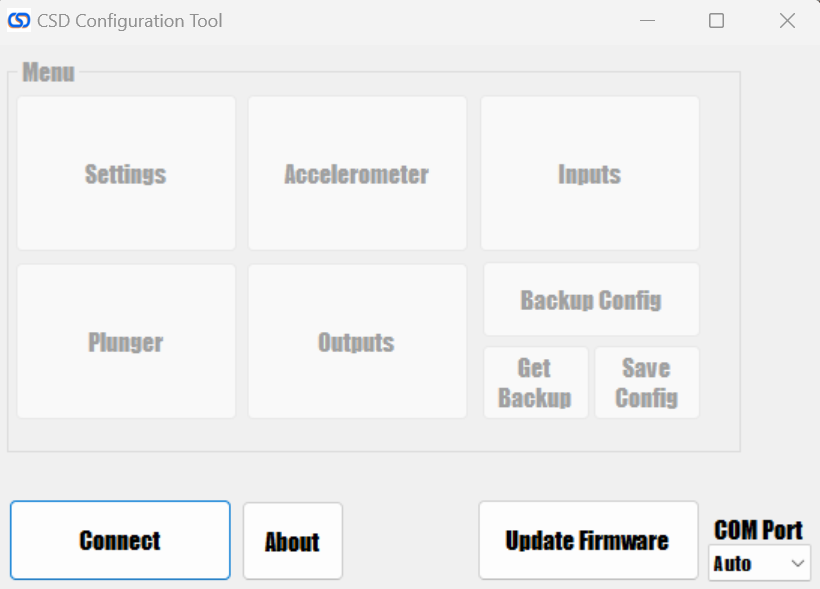 CSD CSD Configuration Tool
Menu
Settings
Accelerometer
Inputs
Plunger
Outputs
Backup Config
Get
Backup
Save
Config
Connect
About
Update Firmware
COM Port
Auto